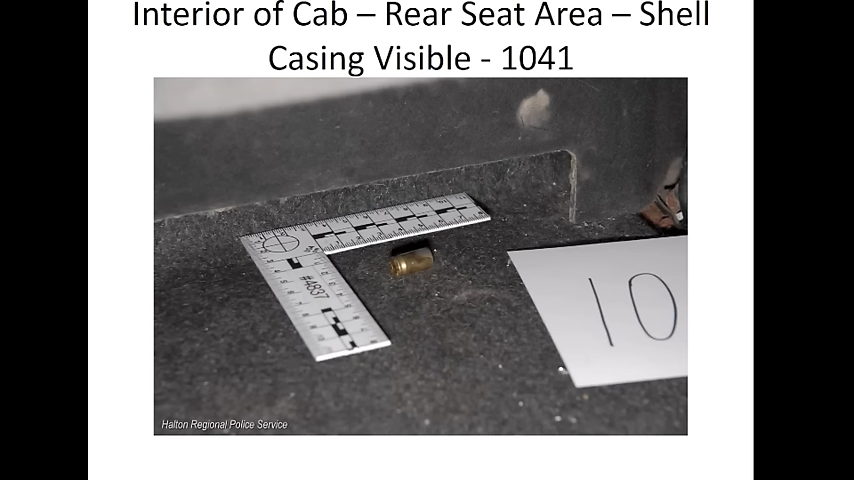 Interior of Cab – Rear Seat Area – Shell
Casing Visible - 1041
#4837
10
Halton Regional Police Service